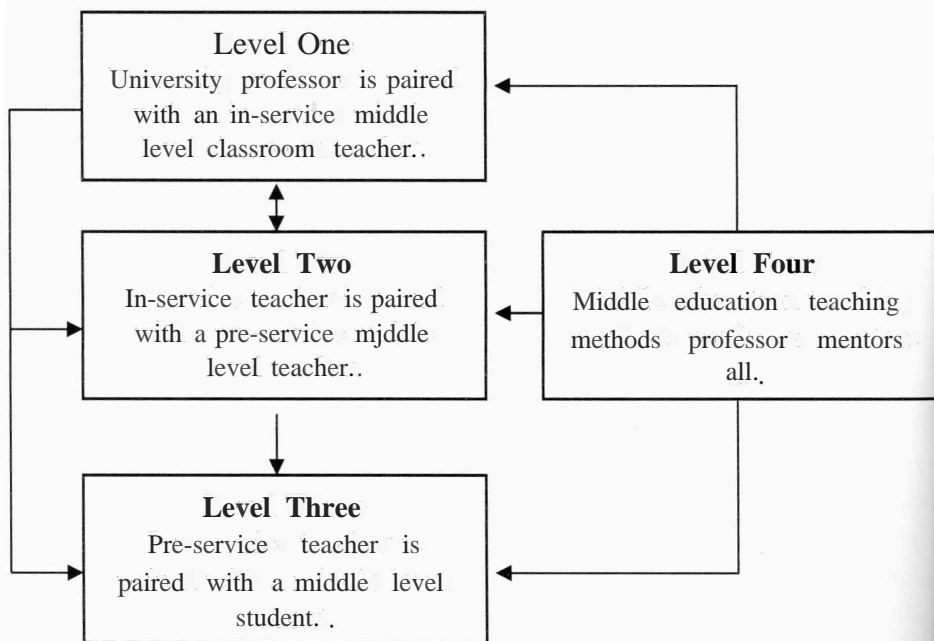 Level One
University professor is paired
with an in-service middle
level classroom teacher..
Level Two
In-service teacher is paired
with a pre-service mjddle
level teacher..
Level Four
Middle education teaching
methods professor mentors
all..
Level Three
Pre-service teacher is
paired with a middle level
student. .